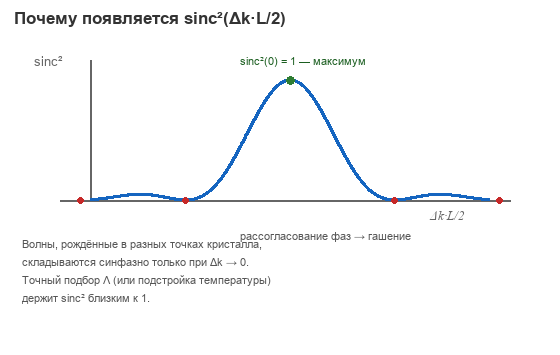 Почему появляется sinc²(Δk·L/2)
sinc²
sinc²(0) = 1 — максимум
Δk·L/2
рассогласование фаз → гашение
Волны, рождённые в разных точках кристалла,
складываются синфазно только при Δk → 0.
Точный подбор Λ (или подстройка температуры)
держит sinc² близким к 1.